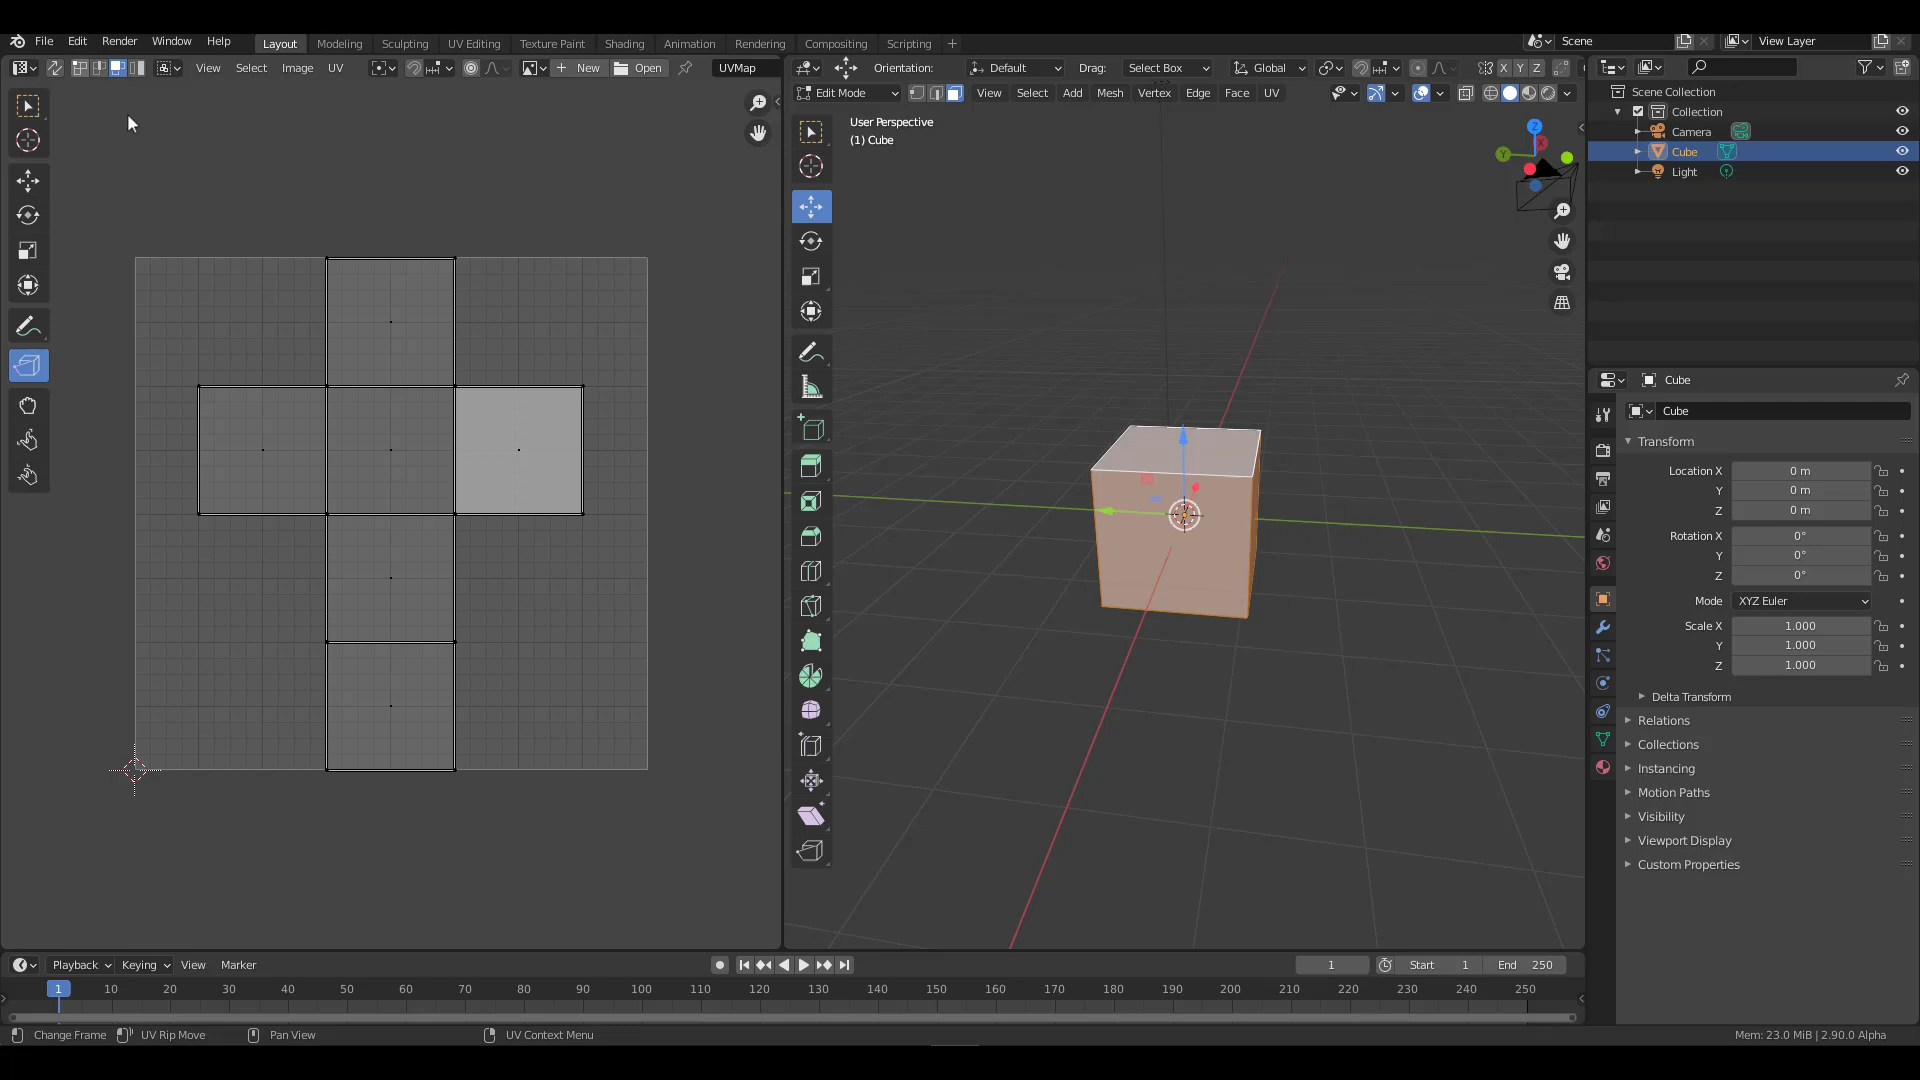 File Edit Render Window Help Layout Modeling Sculpting UV Editing Texture Paint Shading Animation Rendering Compositing Scripting + Scene View Layer
View Select Image UV New Open UVMap
Orientation: Default Drag: Select Box Global X Y Z
Edit Mode View Select Add Mesh Vertex Edge Face UV
User Perspective
(1) Cube
Z
X
Y
Scene Collection
Collection
Camera
Cube
Light
Cube
Cube
Transform
Location X 0 m
Y 0 m
Z 0 m
Rotation X 0°
Y 0°
Z 0°
Mode XYZ Euler
Scale X 1.000
Y 1.000
Z 1.000
Delta Transform
Relations
Collections
Instancing
Motion Paths
Visibility
Viewport Display
Custom Properties
Playback Keying View Marker 1 Start 1 End 250
1 10 20 30 40 50 60 70 80 90 100 110 120 130 140 150 160 170 180 190 200 210 220 230 240 250
Change Frame UV Rip Move Pan View UV Context Menu Mem: 23.0 MiB | 2.90.0 Alpha